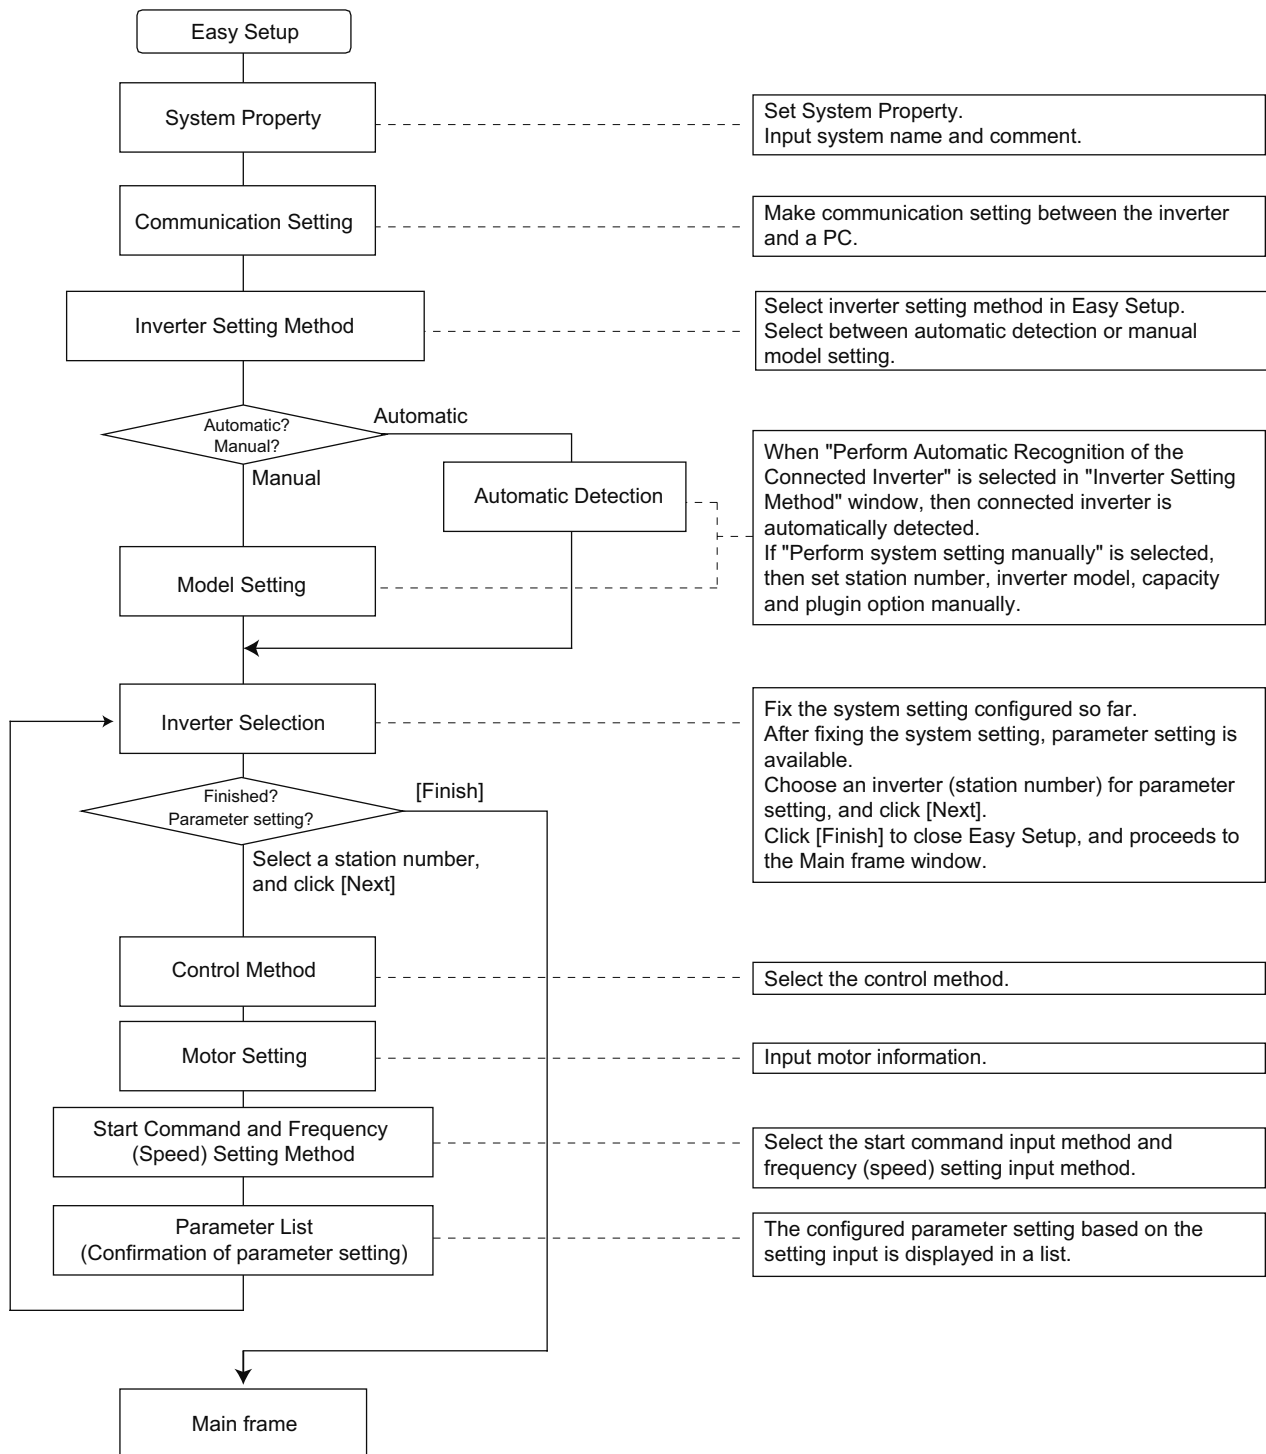 Easy Setup
System Property
Set System Property.
Input system name and comment.
Communication Setting
Make communication setting between the inverter
and a PC.
Inverter Setting Method
Select inverter setting method in Easy Setup.
Select between automatic detection or manual
model setting.
Automatic?
Manual?
Automatic
Manual
Automatic Detection
Model Setting
When "Perform Automatic Recognition of the
Connected Inverter" is selected in "Inverter Setting
Method" window, then connected inverter is
automatically detected.
If "Perform system setting manually" is selected,
then set station number, inverter model, capacity
and plugin option manually.
Inverter Selection
Fix the system setting configured so far.
After fixing the system setting, parameter setting is
available.
Choose an inverter (station number) for parameter
setting, and click [Next].
Click [Finish] to close Easy Setup, and proceeds to
the Main frame window.
Finished?
Parameter setting?
[Finish]
Select a station number,
and click [Next]
Control Method
Select the control method.
Motor Setting
Input motor information.
Start Command and Frequency
(Speed) Setting Method
Select the start command input method and
frequency (speed) setting input method.
Parameter List
(Confirmation of parameter setting)
The configured parameter setting based on the
setting input is displayed in a list.
Main frame